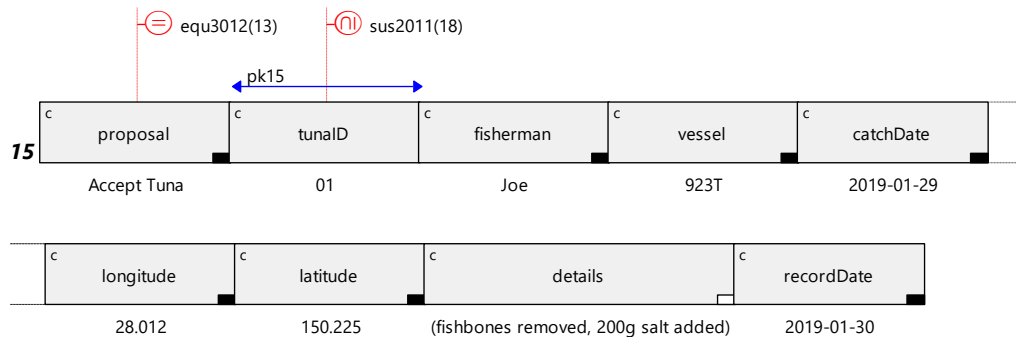 equ3012(13) sus2011(18)
pk15
c c c c c
proposal tunaID fisherman vessel catchDate
15
Accept Tuna 01 Joe 923T 2019-01-29
c c c c
longitude latitude details recordDate
28.012 150.225 (fishbones removed, 200g salt added) 2019-01-30